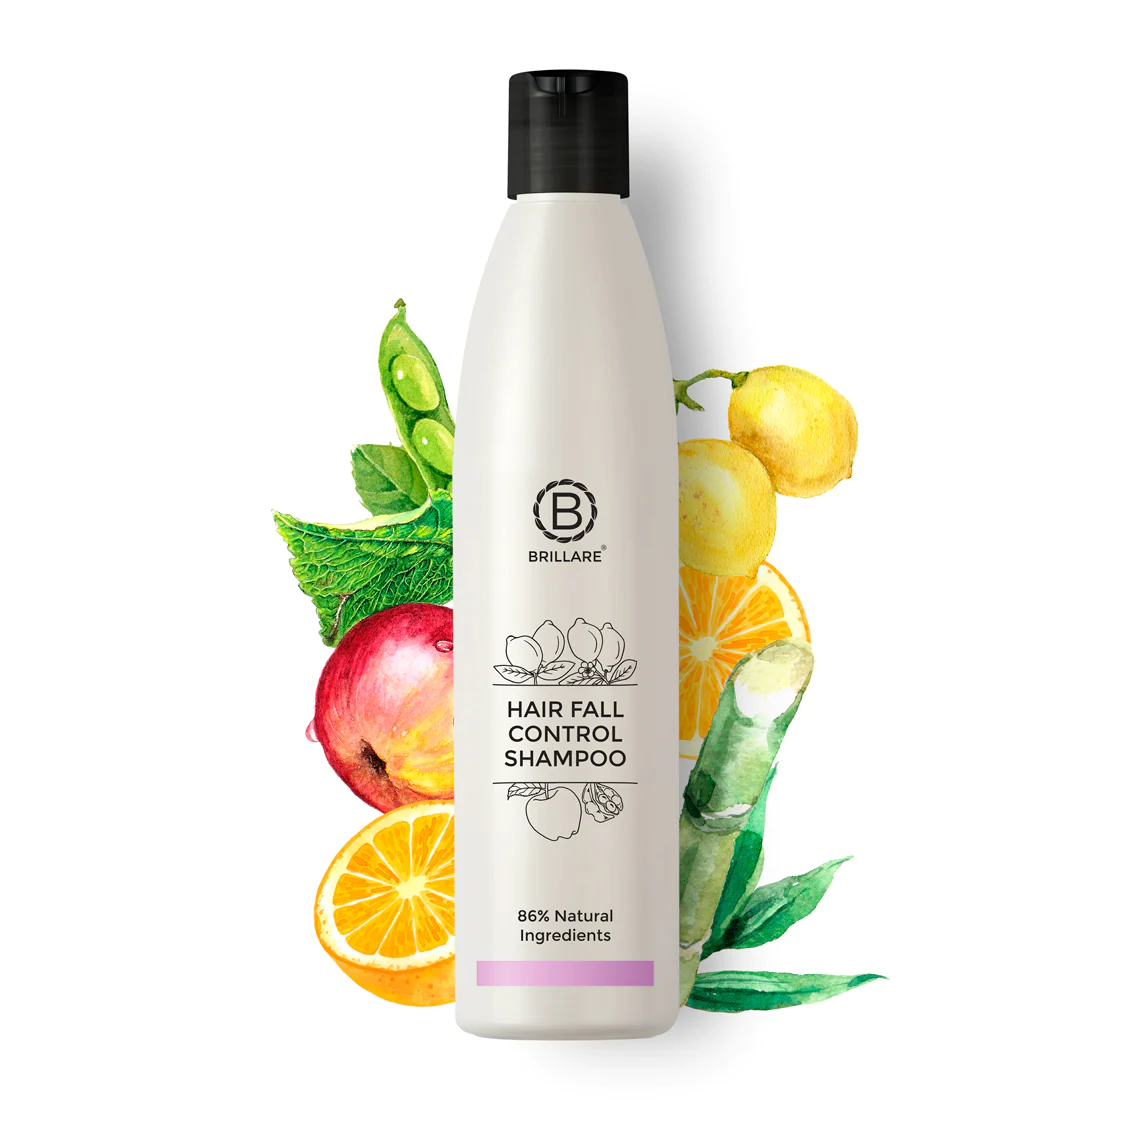 B
BRILLARE®
HAIR FALL
CONTROL
SHAMPOO
86% Natural
Ingredients